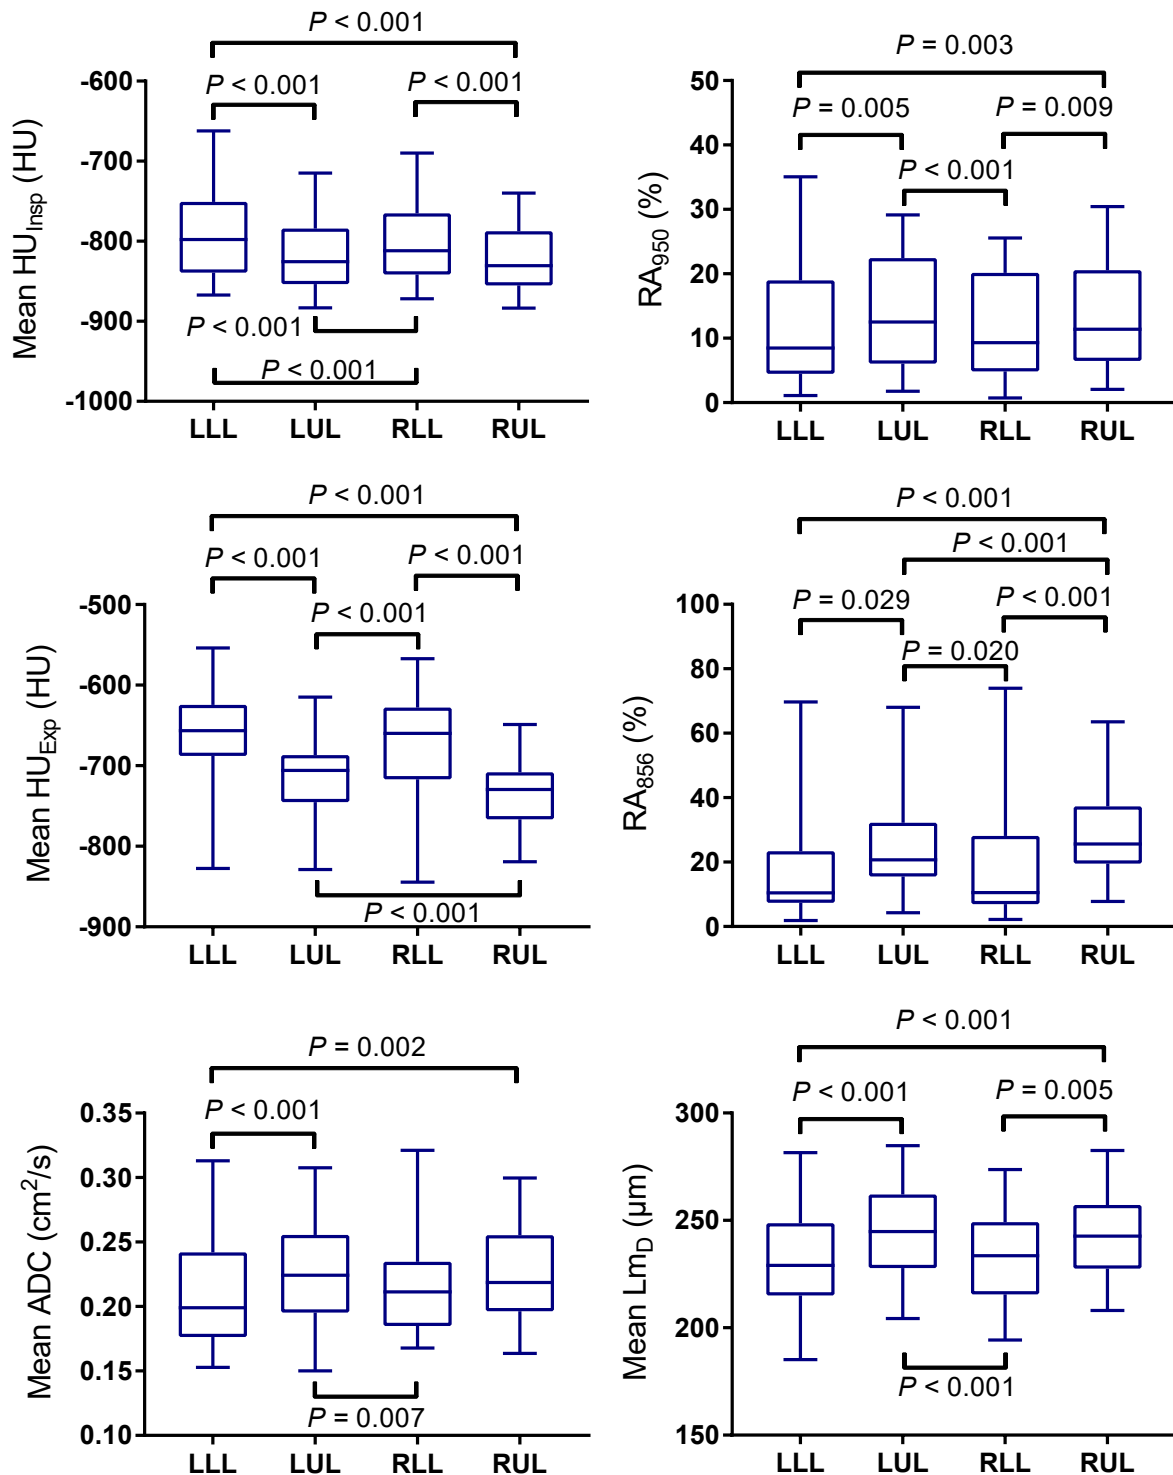 P < 0.001
P < 0.001
P < 0.001
Mean HU_Insp (HU)
-600
-700
-800
-900
-1000
P < 0.001
P < 0.001
LLL LUL RLL RUL
P = 0.003
P = 0.005
P = 0.009
P < 0.001
RA_950 (%)
50
40
30
20
10
0
LLL LUL RLL RUL
P < 0.001
P < 0.001
P < 0.001
P < 0.001
Mean HU_Exp (HU)
-500
-600
-700
-800
-900
P < 0.001
LLL LUL RLL RUL
P < 0.001
P < 0.001
P = 0.029
P < 0.001
P = 0.020
RA_856 (%)
100
80
60
40
20
0
LLL LUL RLL RUL
P = 0.002
P < 0.001
Mean ADC (cm²/s)
0.35
0.30
0.25
0.20
0.15
0.10
P = 0.007
LLL LUL RLL RUL
P < 0.001
P < 0.001
P = 0.005
Mean Lm_D (µm)
300
250
200
150
P < 0.001
LLL LUL RLL RUL